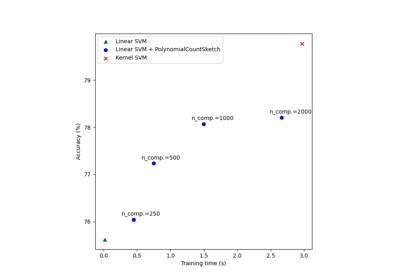 Linear SVM
Linear SVM + PolynomialCountSketch
Kernel SVM
79
78
77
76
Accuracy (%)
n_comp.=2000
n_comp.=1000
n_comp.=500
n_comp.=250
0.0 0.5 1.0 1.5 2.0 2.5 3.0
Training time (s)